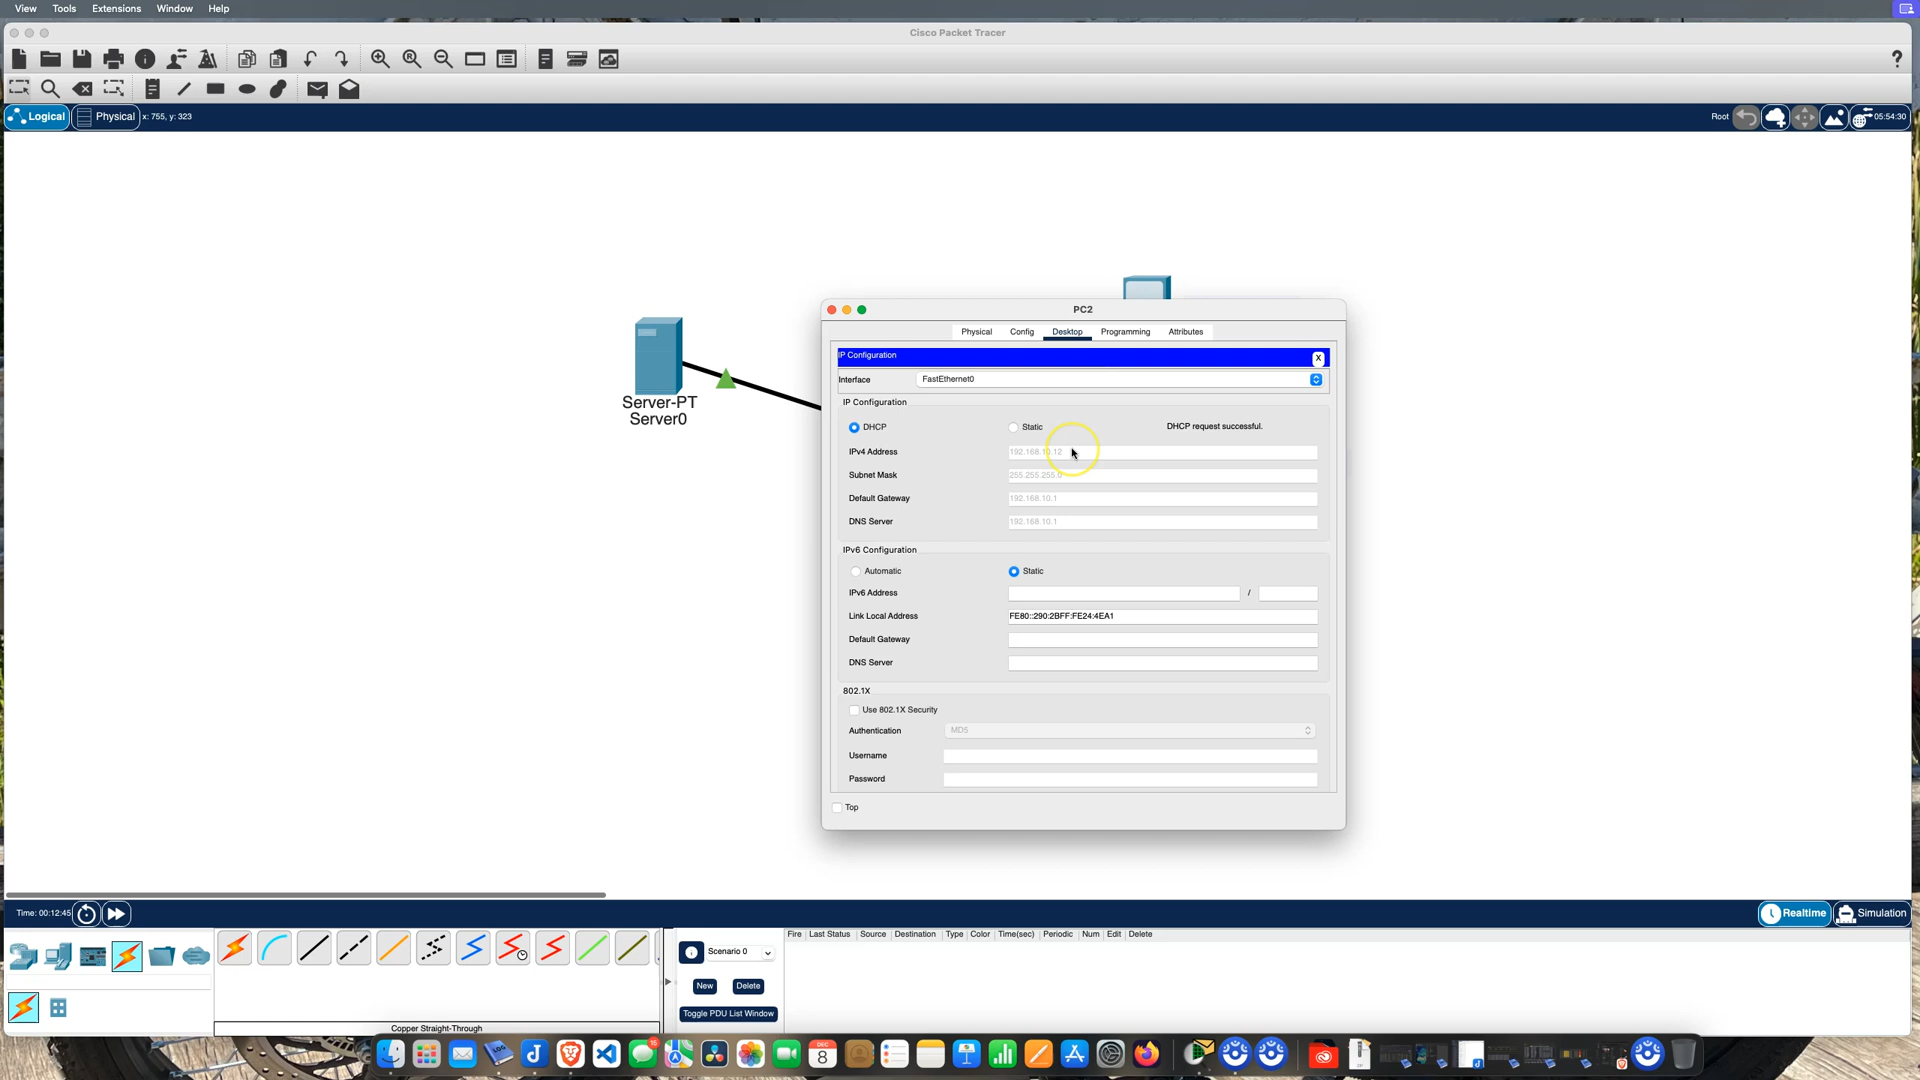 View Tools Extensions Window Help
Cisco Packet Tracer
Logical Physical x: 755, y: 323 Root 05:54:30
Server-PT
Server0
PC2
Physical Config Desktop Programming Attributes
IP Configuration X
Interface FastEthernet0
IP Configuration
DHCP Static DHCP request successful.
IPv4 Address 192.168.10.12
Subnet Mask 255.255.255.0
Default Gateway 192.168.10.1
DNS Server 192.168.10.1
IPv6 Configuration
Automatic Static
IPv6 Address /
Link Local Address FE80::290:2BFF:FE24:4EA1
Default Gateway
DNS Server
802.1X
Use 802.1X Security
Authentication MD5
Username
Password
Top
Time: 00:12:45 Realtime Simulation
Fire Last Status Source Destination Type Color Time(sec) Periodic Num Edit Delete
Scenario 0
New Delete
Toggle PDU List Window
Copper Straight-Through
DEC
8